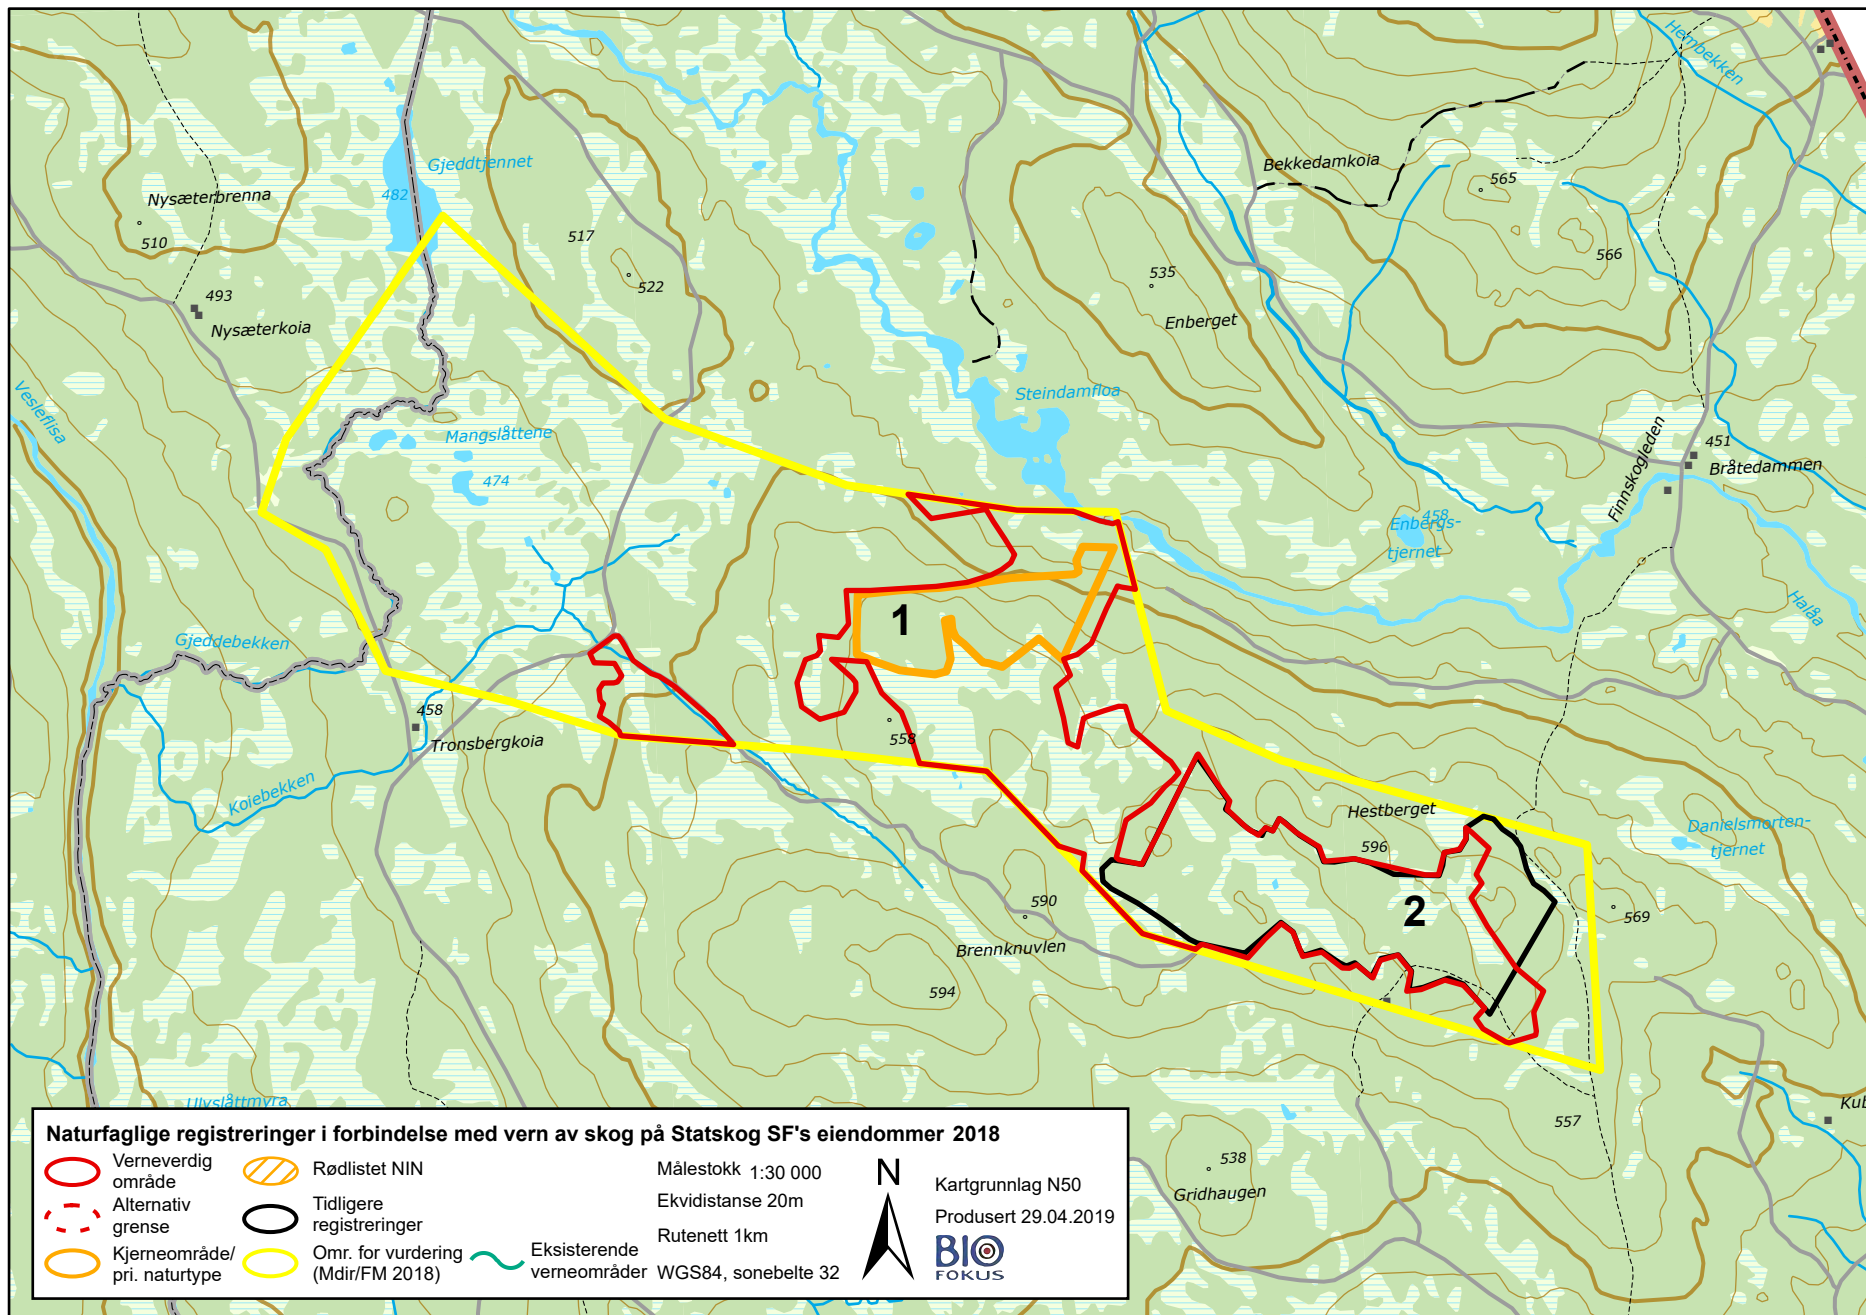 Hembekken
Gjeddtjennet
482
Nysæterbrenna
510
517
522
493
Nysæterkoia
Bekkedamkoia
565
566
535
Enberget
Vesleflisa
Steindamfloa
Mangslåttene
474
Finnskogleden
451
Bråtedammen
458
Enbergs-
tjernet
Halåa
Gjeddebekken
1
458
Tronsbergkoia
558
Koiebekken
Hestberget
596
Danielsmorten-
tjernet
590
2
569
Brennknuvlen
594
Ulvslåttmyra
557
Kub
538
Gridhaugen
Naturfaglige registreringer i forbindelse med vern av skog på Statskog SF's eiendommer 2018
Verneverdig
område
Alternativ
grense
Kjerneområde/
pri. naturtype
Rødlistet NIN
Tidligere
registreringer
Omr. for vurdering
(Mdir/FM 2018)
Eksisterende
verneområder
Målestokk 1:30 000
Ekvidistanse 20m
Rutenett 1km
WGS84, sonebelte 32
N
Kartgrunnlag N50
Produsert 29.04.2019
BIO
FOKUS